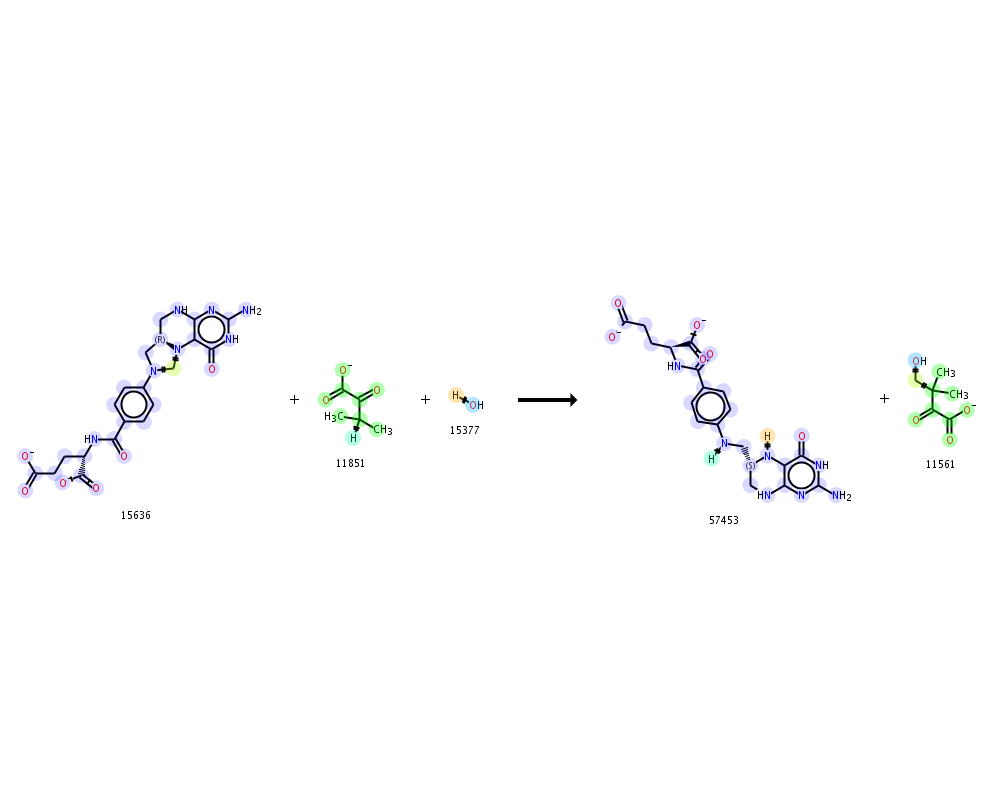 NH N NH₂
(R)
N NH
N O
HN
O⁻ O
O O⁻ O
15636
+
O⁻
O O
H₃C
H CH₃
11851
+
H OH
15377
O
O⁻
O⁻
O O
HN
N H O
H N NH
(S)
HN N NH₂
57453
+
OH
CH₃
CH₃
O O⁻
O
11561